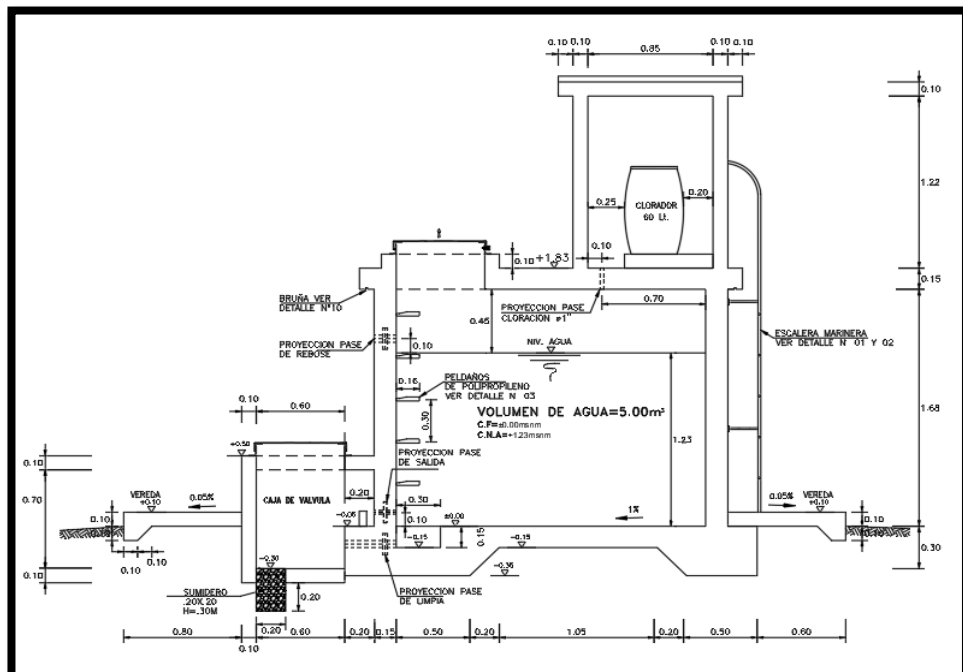 0.10 0.10 0.85 0.10 0.10
0.10
1.22
0.25
CLORADOR
60 Lt.
0.20
0.10
+1.83
0.10
0.15
BRUÑA VER
DETALLE N°10
PROYECCION PASE
CLORACION ø1"
0.70
0.45
PROYECCION PASE
DE REBOSE
0.10
NIV. AGUA
ESCALERA MARINERA
VER DETALLE N 01 Y 02
0.16
PELDAÑOS
DE POLIPROPILENO
VER DETALLE N 03
0.30
VOLUMEN DE AGUA=5.00m³
C.F=±0.00msnm
C.N.A=+1.23msnm
1.68
1.23
0.10 0.60
+0.50
PROYECCION PASE
DE SALIDA
0.10
0.70
0.10
CAJA DE VALVULA
0.20
0.30
VEREDA
+0.10
0.05%
0.10
-0.05
0.10
±0.00
-0.15
0.15
1%
-0.15
0.05%
VEREDA
+0.10
0.10
0.30
0.10
0.10
-0.30
-0.35
SUMIDERO
.20X.20
H=.30M
0.20
PROYECCION PASE
DE LIMPIA
0.80
0.10
0.20
0.60 0.20 0.15 0.50 0.20 1.05 0.20 0.50 0.60